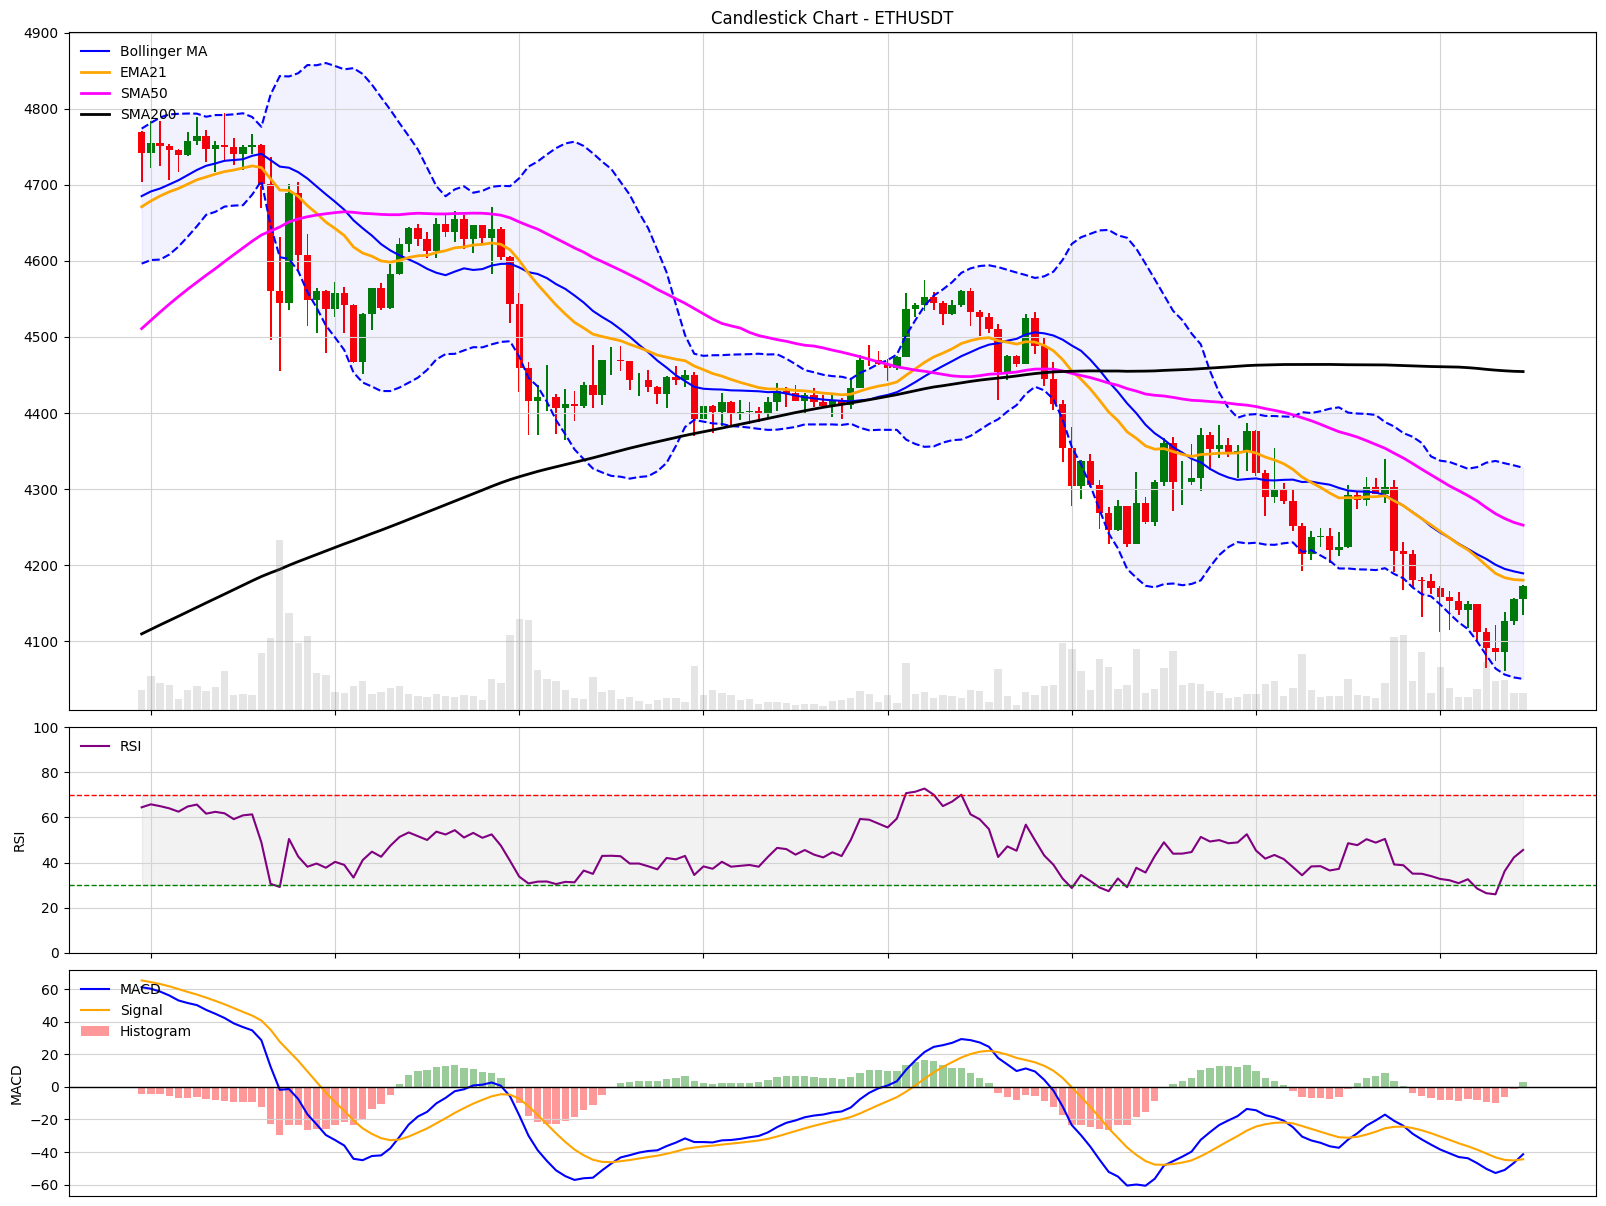 Candlestick Chart - ETHUSDT
4900
4800
4700
4600
4500
4400
4300
4200
4100
Bollinger MA
EMA21
SMA50
SMA200
RSI
100
80
60
40
20
0
RSI
MACD
60
40
20
0
−20
−40
−60
MACD
Signal
Histogram